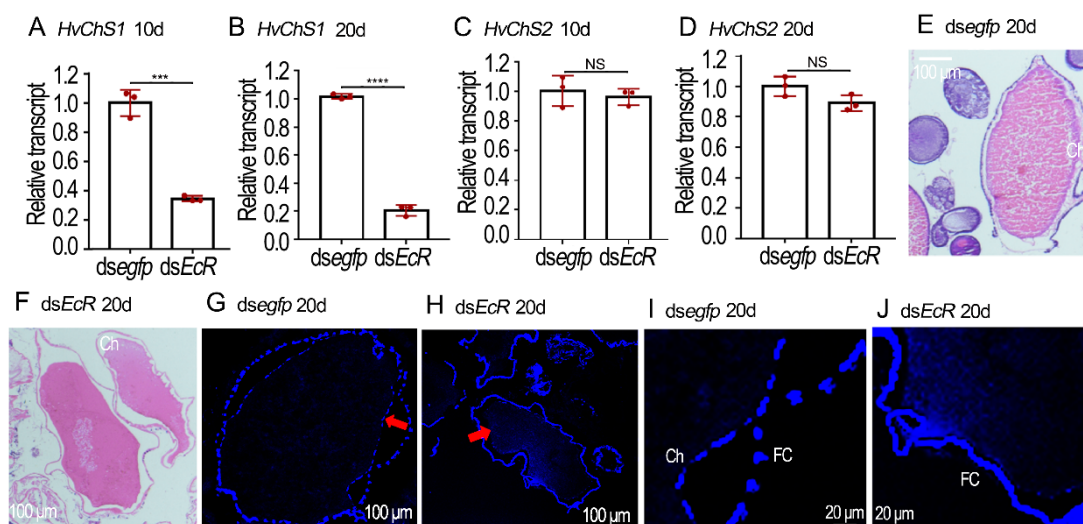 A HvChS1 10d
Relative transcript
1.2
1.0
0.8
0.6
0.4
0.2
0.0
***
dsegfp dsEcR
B HvChS1 20d
Relative transcript
1.2
1.0
0.8
0.6
0.4
0.2
0.0
****
dsegfp dsEcR
C HvChS2 10d
Relative transcript
1.2
1.0
0.8
0.6
0.4
0.2
0.0
NS
dsegfp dsEcR
D HvChS2 20d
Relative transcript
1.2
1.0
0.8
0.6
0.4
0.2
0.0
NS
dsegfp dsEcR
E dsegfp 20d
100 μm
Ch
F dsEcR 20d
Ch
100 μm
G dsegfp 20d
100 μm
H dsEcR 20d
100 μm
I dsegfp 20d
Ch
FC
20 μm
J dsEcR 20d
FC
20 μm